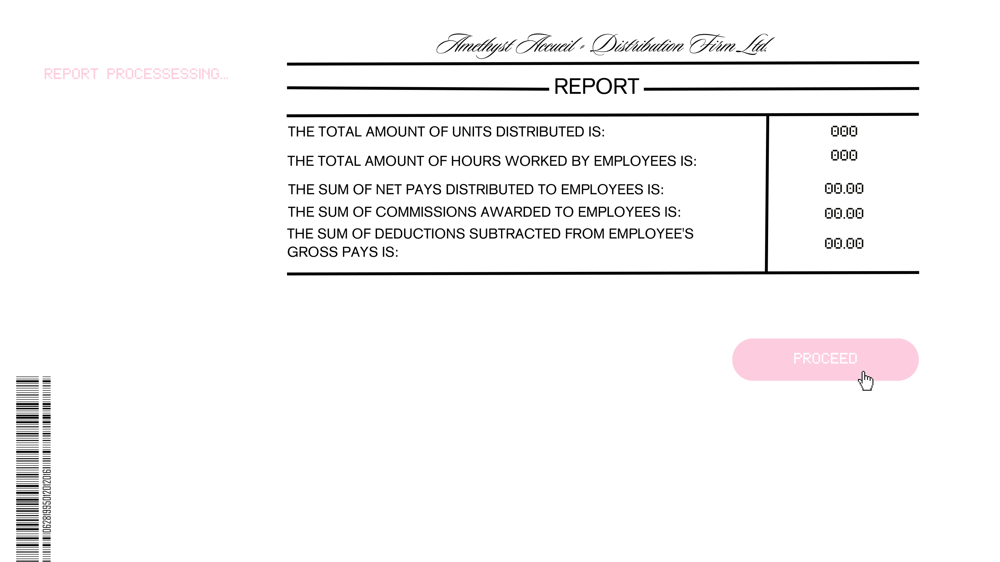 Amethyst Accueil - Distribution Firm Ltd.
REPORT PROCESSESSING...
REPORT
THE TOTAL AMOUNT OF UNITS DISTRIBUTED IS: 000
THE TOTAL AMOUNT OF HOURS WORKED BY EMPLOYEES IS: 000
THE SUM OF NET PAYS DISTRIBUTED TO EMPLOYEES IS: 00.00
THE SUM OF COMMISSIONS AWARDED TO EMPLOYEES IS: 00.00
THE SUM OF DEDUCTIONS SUBTRACTED FROM EMPLOYEE'S
GROSS PAYS IS: 00.00
PROCEED
10628199501201201611